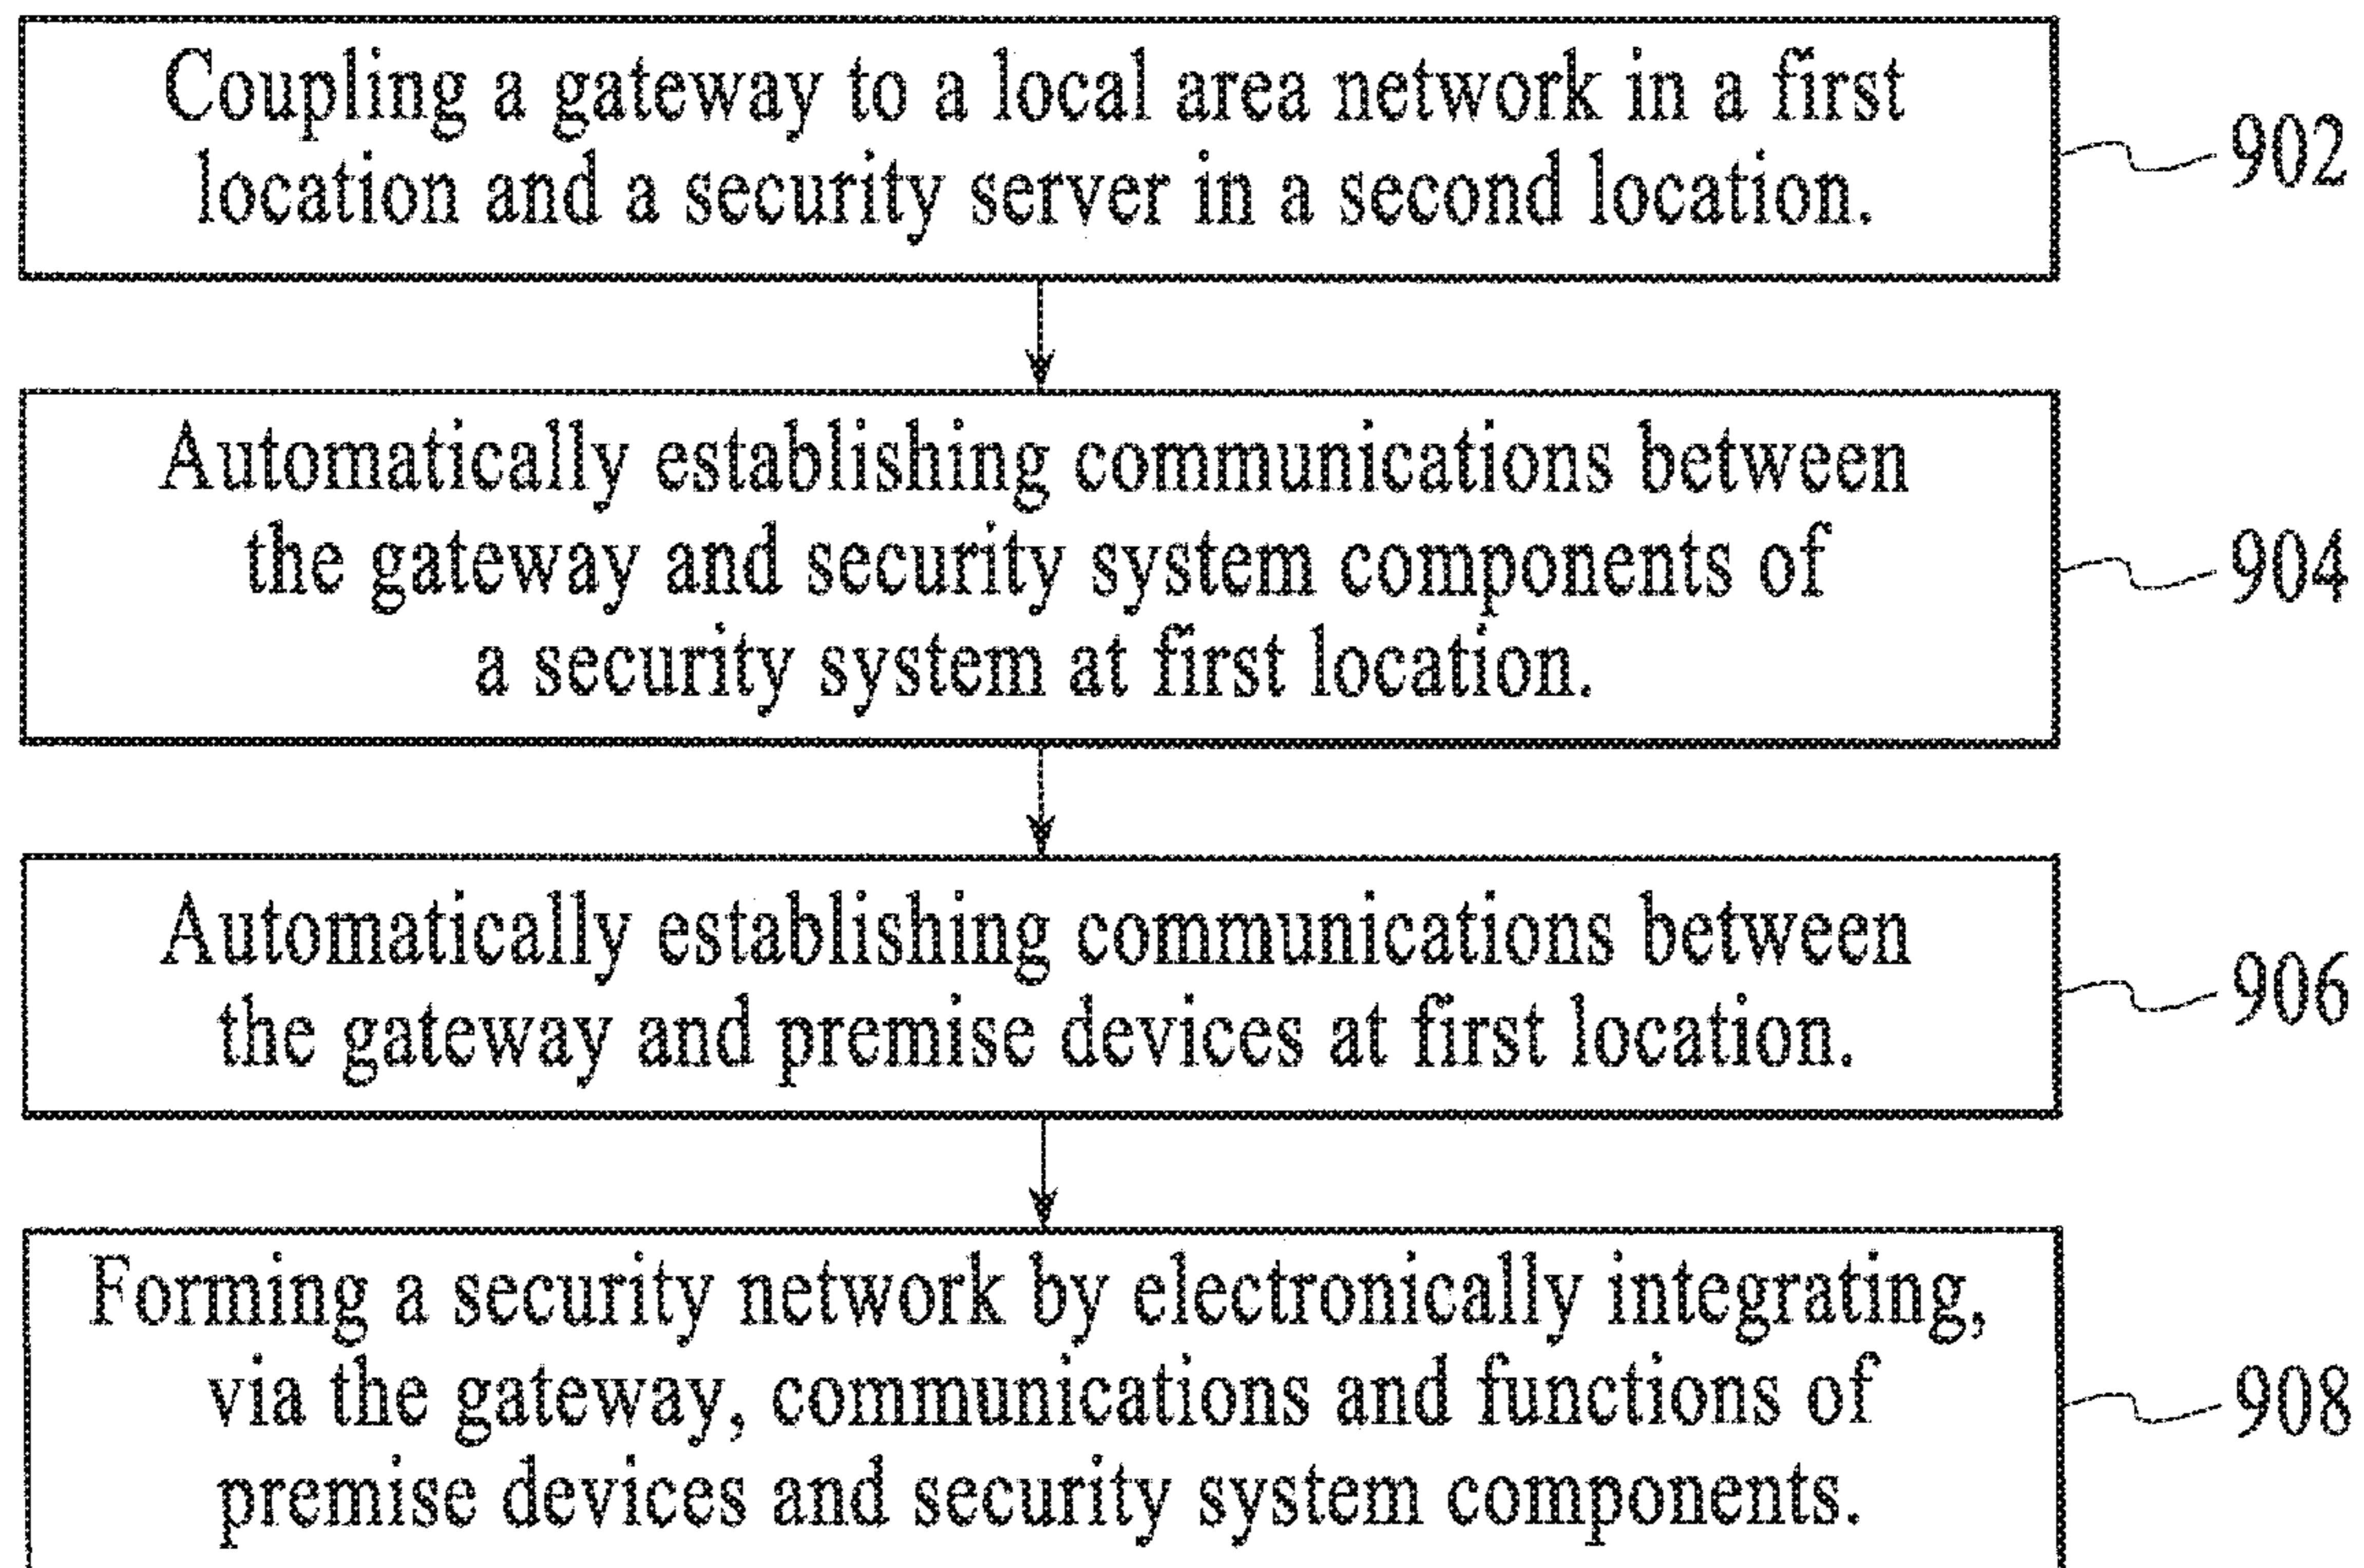 Coupling a gateway to a local area network in a first
location and a security server in a second location.
902
Automatically establishing communications between
the gateway and security system components of
a security system at first location.
904
Automatically establishing communications between
the gateway and premise devices at first location.
906
Forming a security network by electronically integrating,
via the gateway, communications and functions of
premise devices and security system components.
908